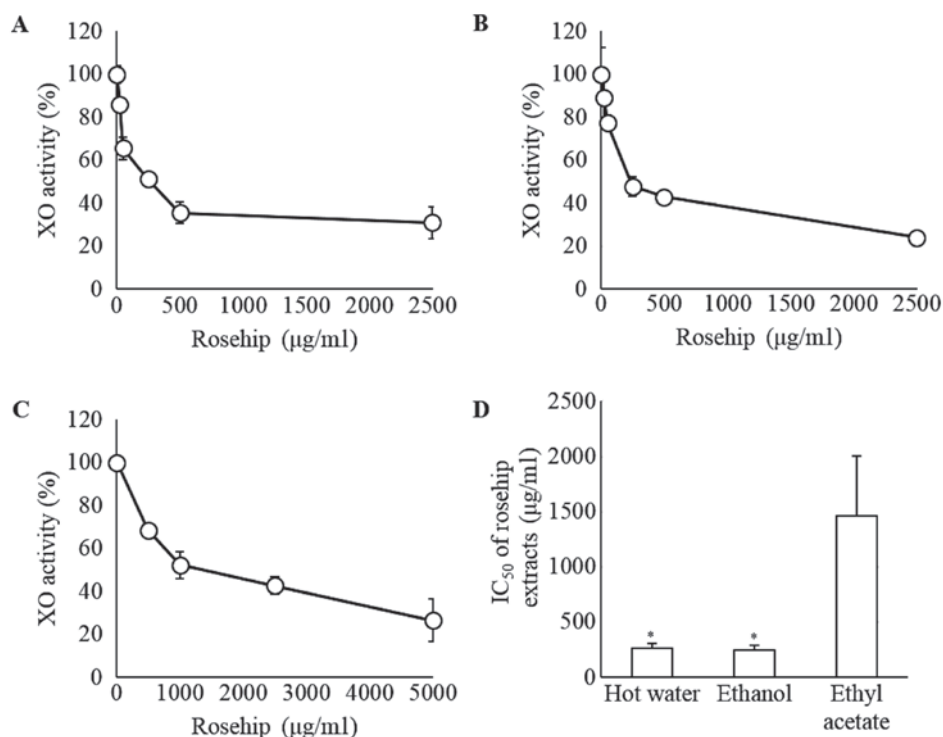 A
120
100
80
60
40
20
0
XO activity (%)
0 500 1000 1500 2000 2500
Rosehip (µg/ml)
B
120
100
80
60
40
20
0
XO activity (%)
0 500 1000 1500 2000 2500
Rosehip (µg/ml)
C
120
100
80
60
40
20
0
XO activity (%)
0 1000 2000 3000 4000 5000
Rosehip (µg/ml)
D
2500
2000
1500
1000
500
0
IC₅₀ of rosehip
extracts (µg/ml)
* *
Hot water Ethanol Ethyl
acetate